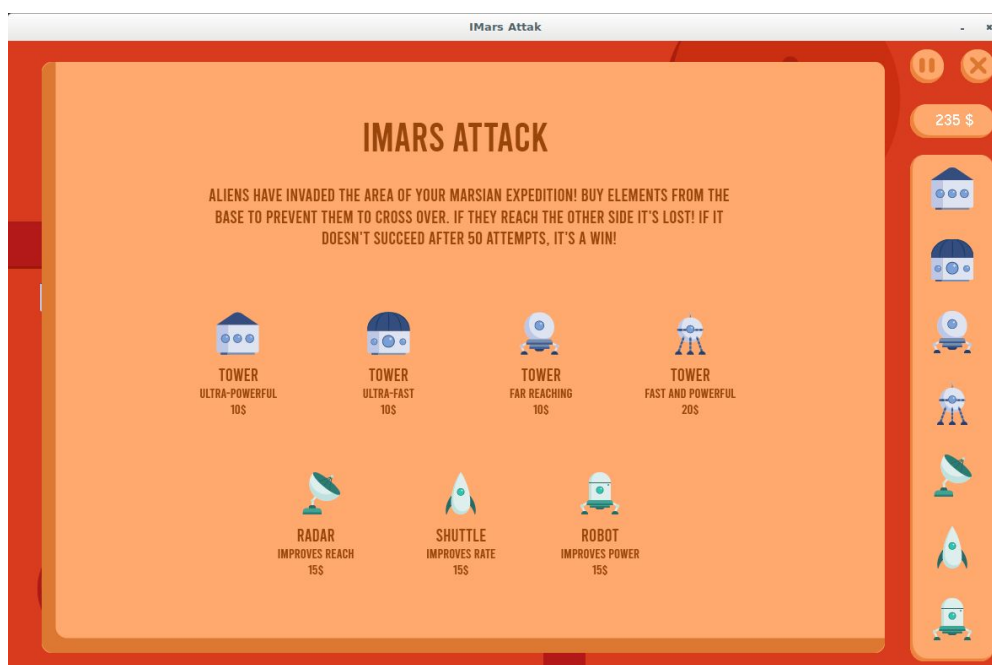 IMars Attak
235 $
IMARS ATTACK
ALIENS HAVE INVADED THE AREA OF YOUR MARSIAN EXPEDITION! BUY ELEMENTS FROM THE
BASE TO PREVENT THEM TO CROSS OVER. IF THEY REACH THE OTHER SIDE IT'S LOST! IF IT
DOESN'T SUCCEED AFTER 50 ATTEMPTS, IT'S A WIN!
TOWER
ULTRA-POWERFUL
10$
TOWER
ULTRA-FAST
10$
TOWER
FAR REACHING
10$
TOWER
FAST AND POWERFUL
20$
RADAR
IMPROVES REACH
15$
SHUTTLE
IMPROVES RATE
15$
ROBOT
IMPROVES POWER
15$